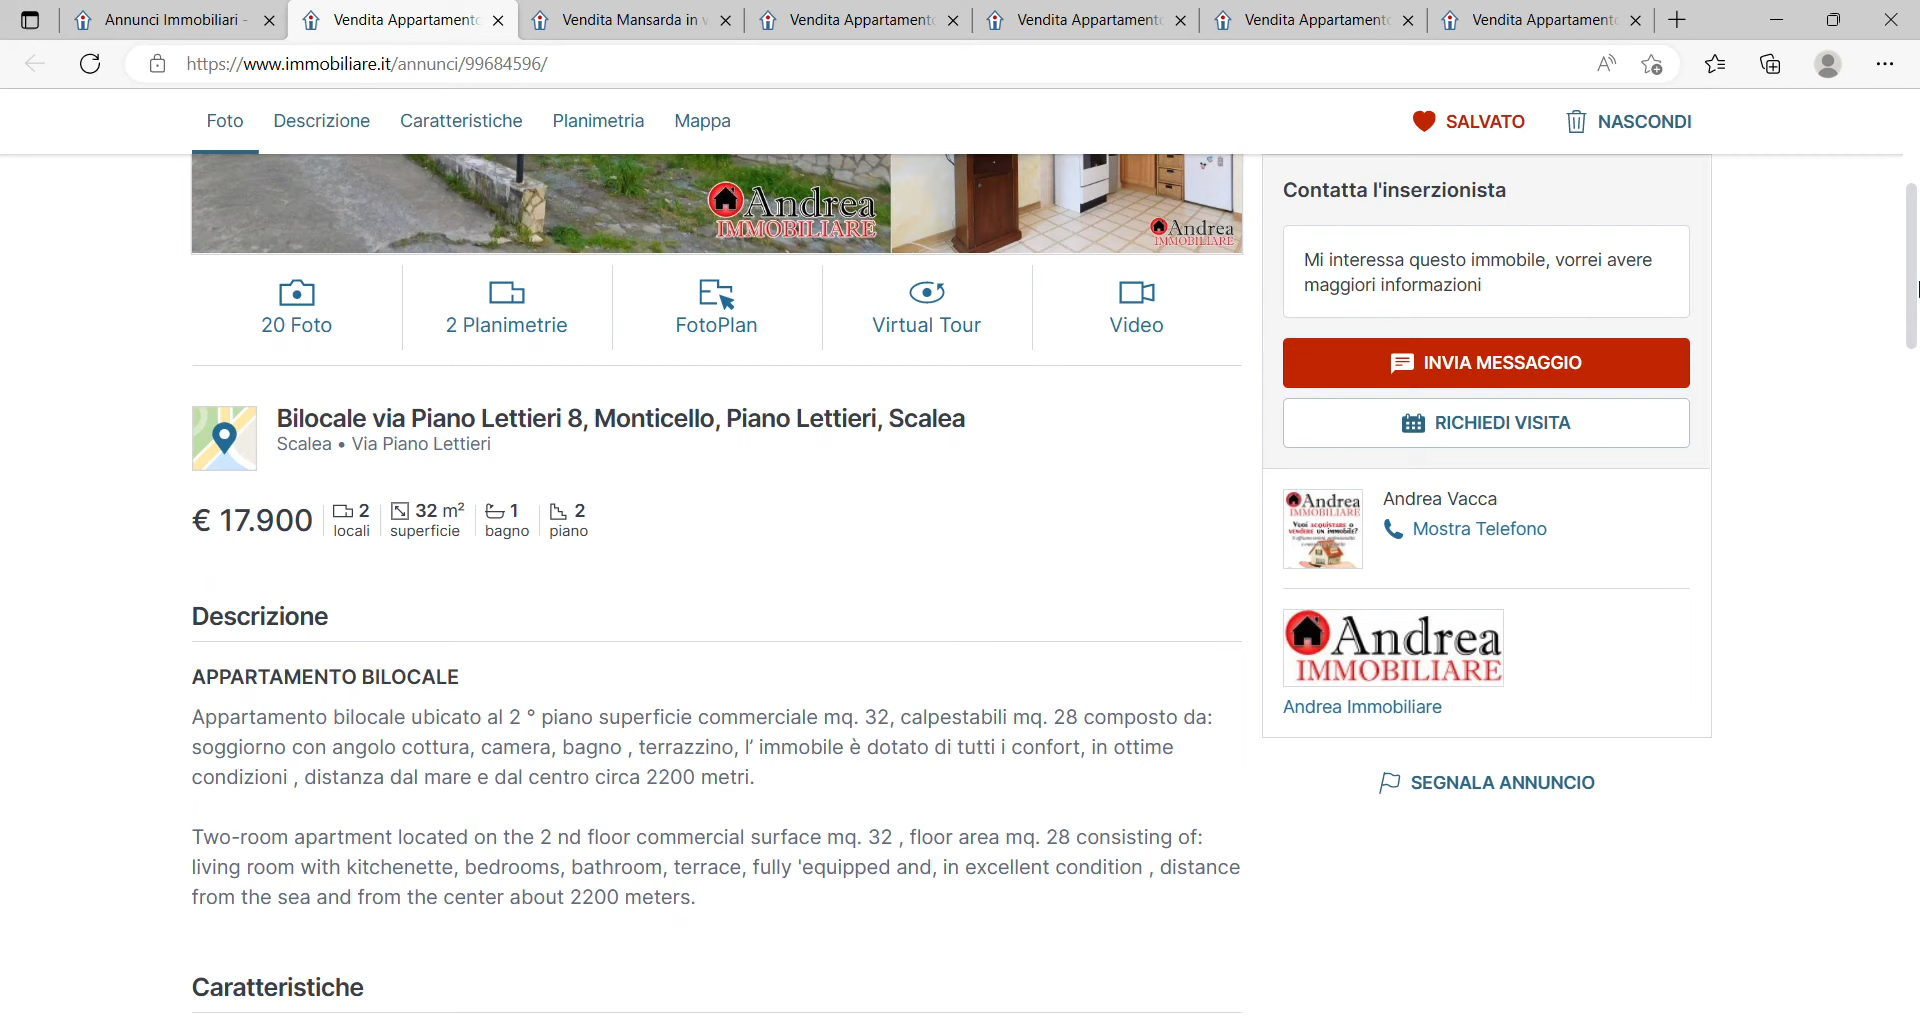 Annunci Immobiliari -
Vendita Appartamento
Vendita Mansarda in v
Vendita Appartament
Vendita Appartament
Vendita Appartament
Vendita Appartament
https://www.immobiliare.it/annunci/99684596/
Foto
Descrizione
Caratteristiche
Planimetria
Mappa
SALVATO
NASCONDI
Andrea
IMMOBILIARE
Andrea
IMMOBILIARE
20 Foto
2 Planimetrie
FotoPlan
Virtual Tour
Video
Bilocale via Piano Lettieri 8, Monticello, Piano Lettieri, Scalea
Scalea • Via Piano Lettieri
€ 17.900
2
locali
32 m²
superficie
1
bagno
2
piano
Descrizione
APPARTAMENTO BILOCALE
Appartamento bilocale ubicato al 2 ° piano superficie commerciale mq. 32, calpestabili mq. 28 composto da:
soggiorno con angolo cottura, camera, bagno , terrazzino, l’ immobile è dotato di tutti i confort, in ottime
condizioni , distanza dal mare e dal centro circa 2200 metri.
Two-room apartment located on the 2 nd floor commercial surface mq. 32 , floor area mq. 28 consisting of:
living room with kitchenette, bedrooms, bathroom, terrace, fully 'equipped and, in excellent condition , distance
from the sea and from the center about 2200 meters.
Caratteristiche
Contatta l'inserzionista
Mi interessa questo immobile, vorrei avere
maggiori informazioni
INVIA MESSAGGIO
RICHIEDI VISITA
Andrea
IMMOBILIARE
Vuoi ACQUISTARE o
VENDERE UN IMMOBILE?
Andrea Vacca
Mostra Telefono
Andrea
IMMOBILIARE
Andrea Immobiliare
SEGNALA ANNUNCIO